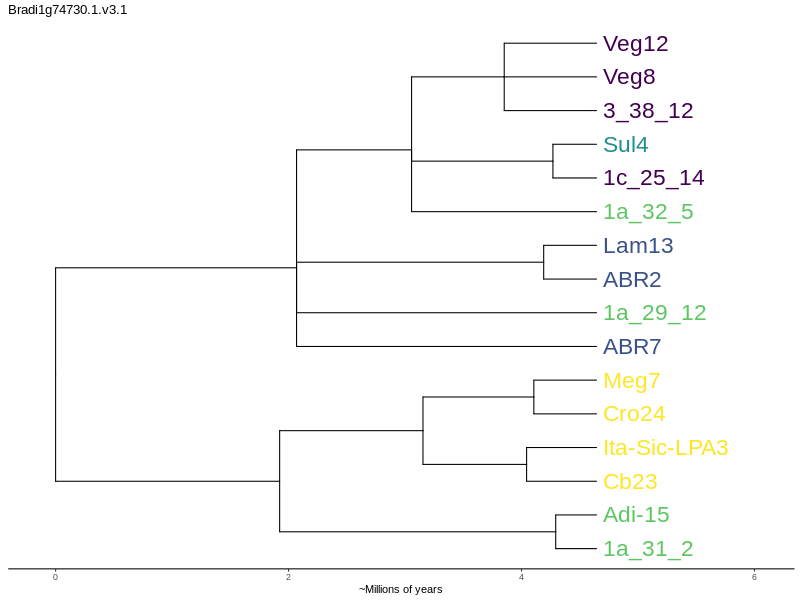 Bradi1g74730.1.v3.1
Veg12
Veg8
3_38_12
Sul4
1c_25_14
1a_32_5
Lam13
ABR2
1a_29_12
ABR7
Meg7
Cro24
Ita-Sic-LPA3
Cb23
Adi-15
1a_31_2
0 2 4 6
~Millions of years